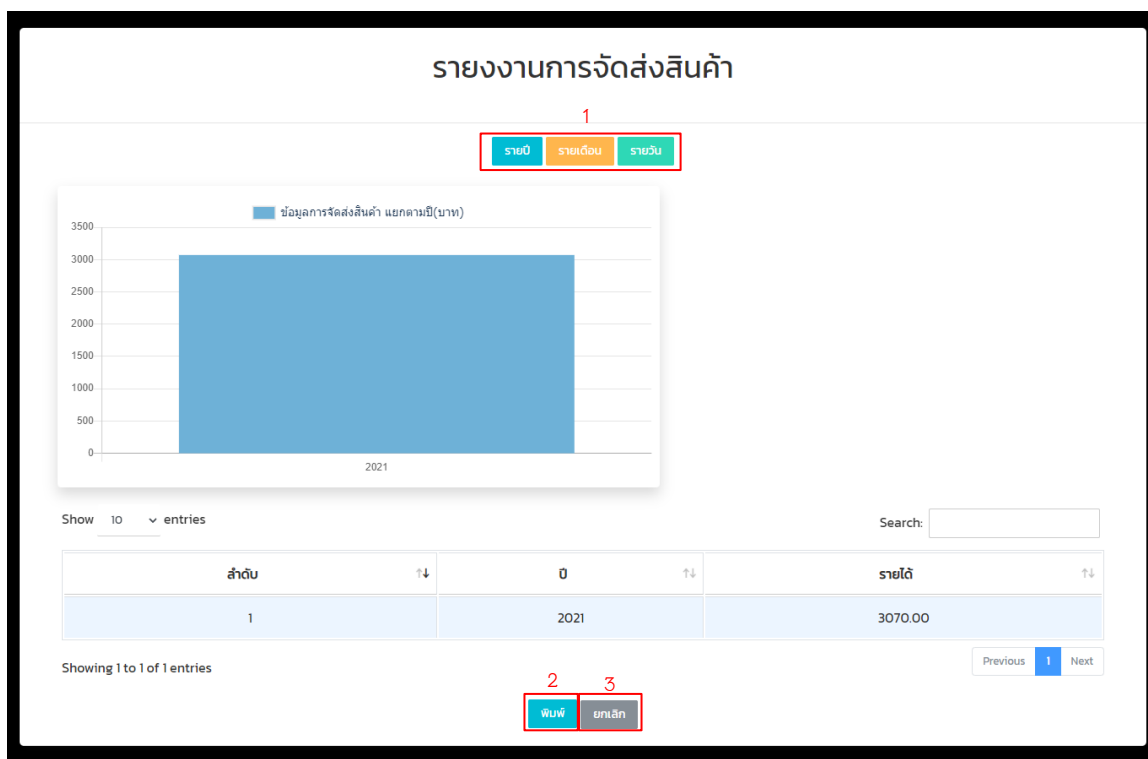 รายงงานการจัดส่งสินค้า
1
รายปี รายเดือน รายวัน
ข้อมูลการจัดส่งสินค้า แยกตามปี(บาท)
3500
3000
2500
2000
1500
1000
500
0
2021
Show 10 entries Search:
ลำดับ ปี รายได้
1 2021 3070.00
Showing 1 to 1 of 1 entries Previous 1 Next
2 3
พิมพ์ ยกเลิก